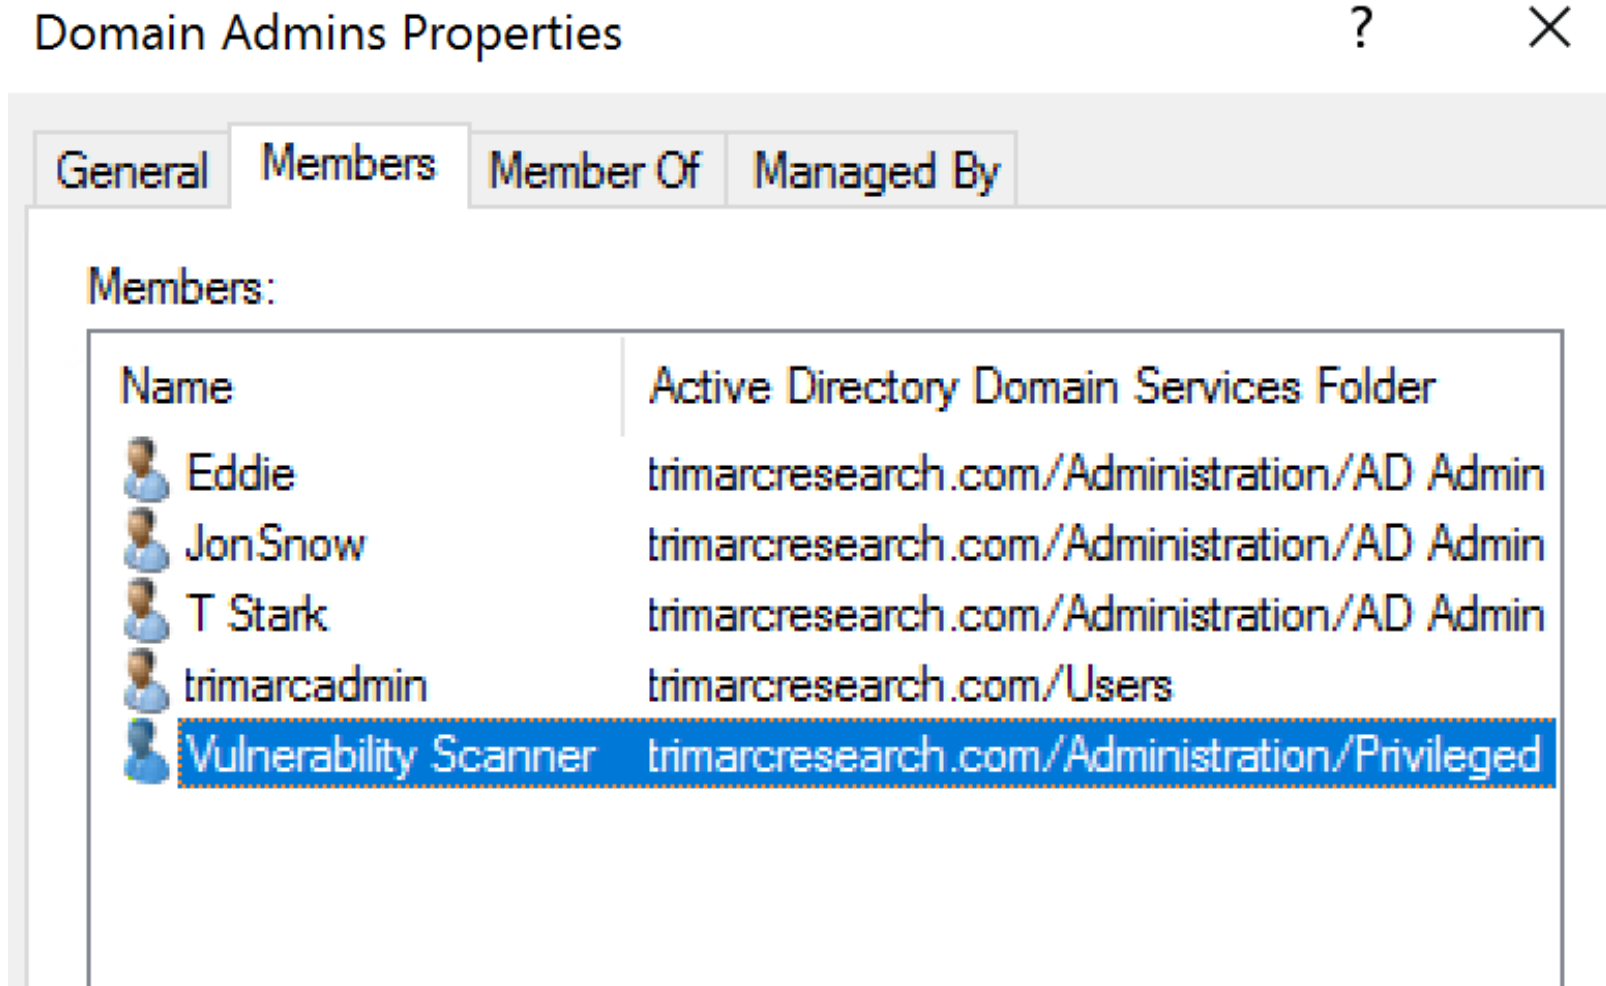 Domain Admins Properties ? ×
General Members Member Of Managed By
Members:
Name Active Directory Domain Services Folder
Eddie trimarcresearch.com/Administration/AD Admin
JonSnow trimarcresearch.com/Administration/AD Admin
T Stark trimarcresearch.com/Administration/AD Admin
trimarcadmin trimarcresearch.com/Users
Vulnerability Scanner trimarcresearch.com/Administration/Privileged